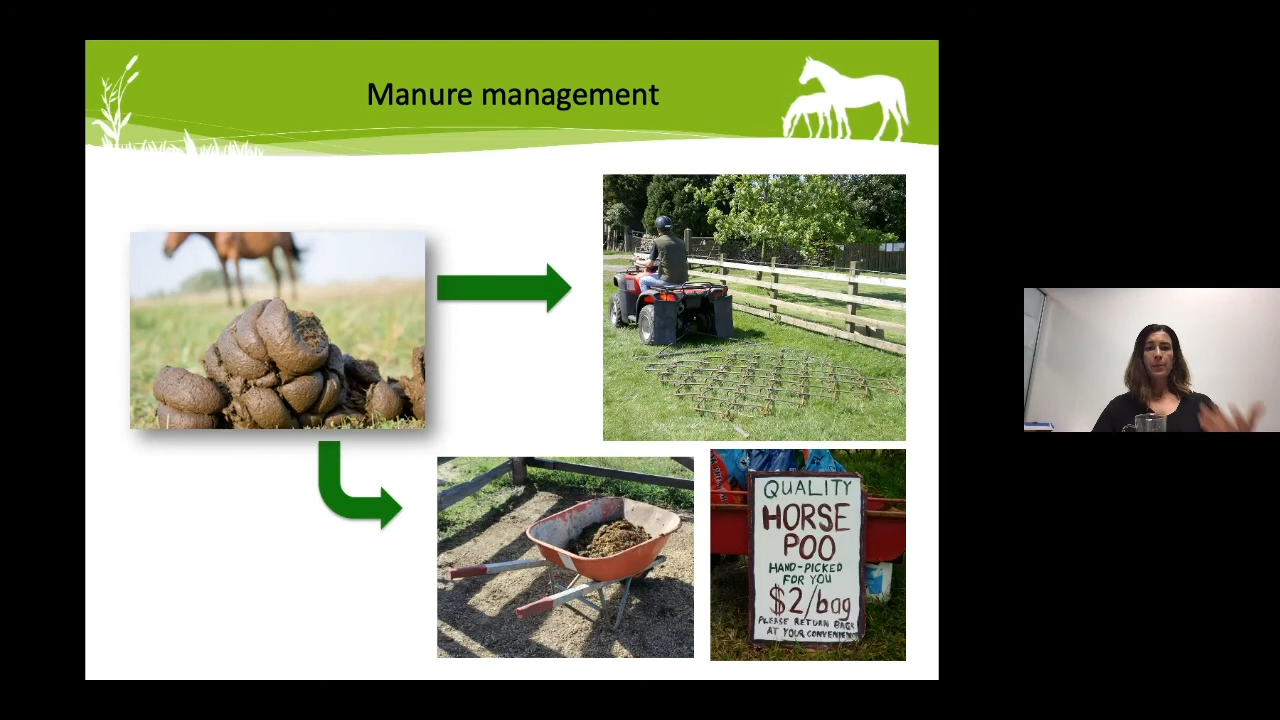 Manure management
QUALITY
HORSE
POO
HAND-PICKED
FOR YOU
$2/bag
PLEASE RETURN BAGS
AT YOUR CONVENIENCE